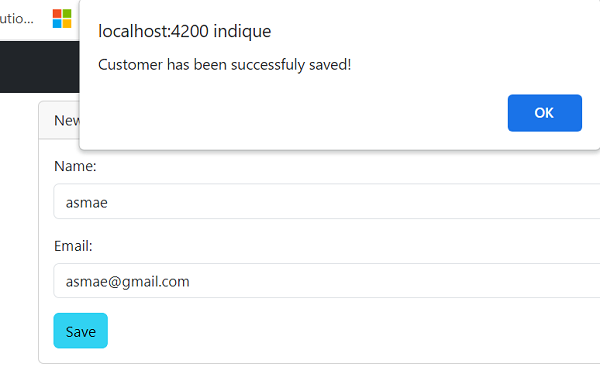 utio...
localhost:4200 indique
Customer has been successfuly saved!
OK
New
Name:
asmae
Email:
asmae@gmail.com
Save